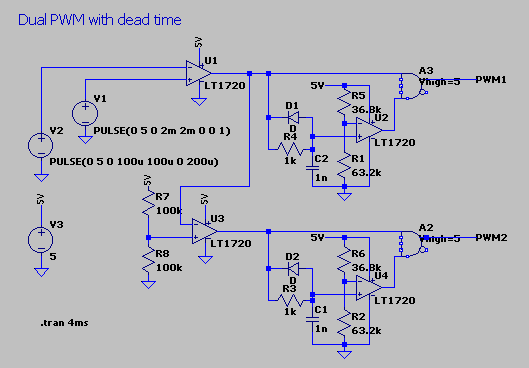 Dual PWM with dead time
5V
U1
LT1720
V1
PULSE(0 5 0 2m 2m 0 0 1)
V2
PULSE(0 5 0 100u 100u 0 200u)
D1
D
R4
1k
C2
1n
5V
R5
36.8k
U2
LT1720
R1
63.2k
A3
Vhigh=5
PWM1
V3
5
5V
5V
R7
100k
R8
100k
5V
U3
LT1720
D2
D
R3
1k
C1
1n
5V
R6
36.8k
U4
LT1720
R2
63.2k
A2
Vhigh=5
PWM2
.tran 4ms